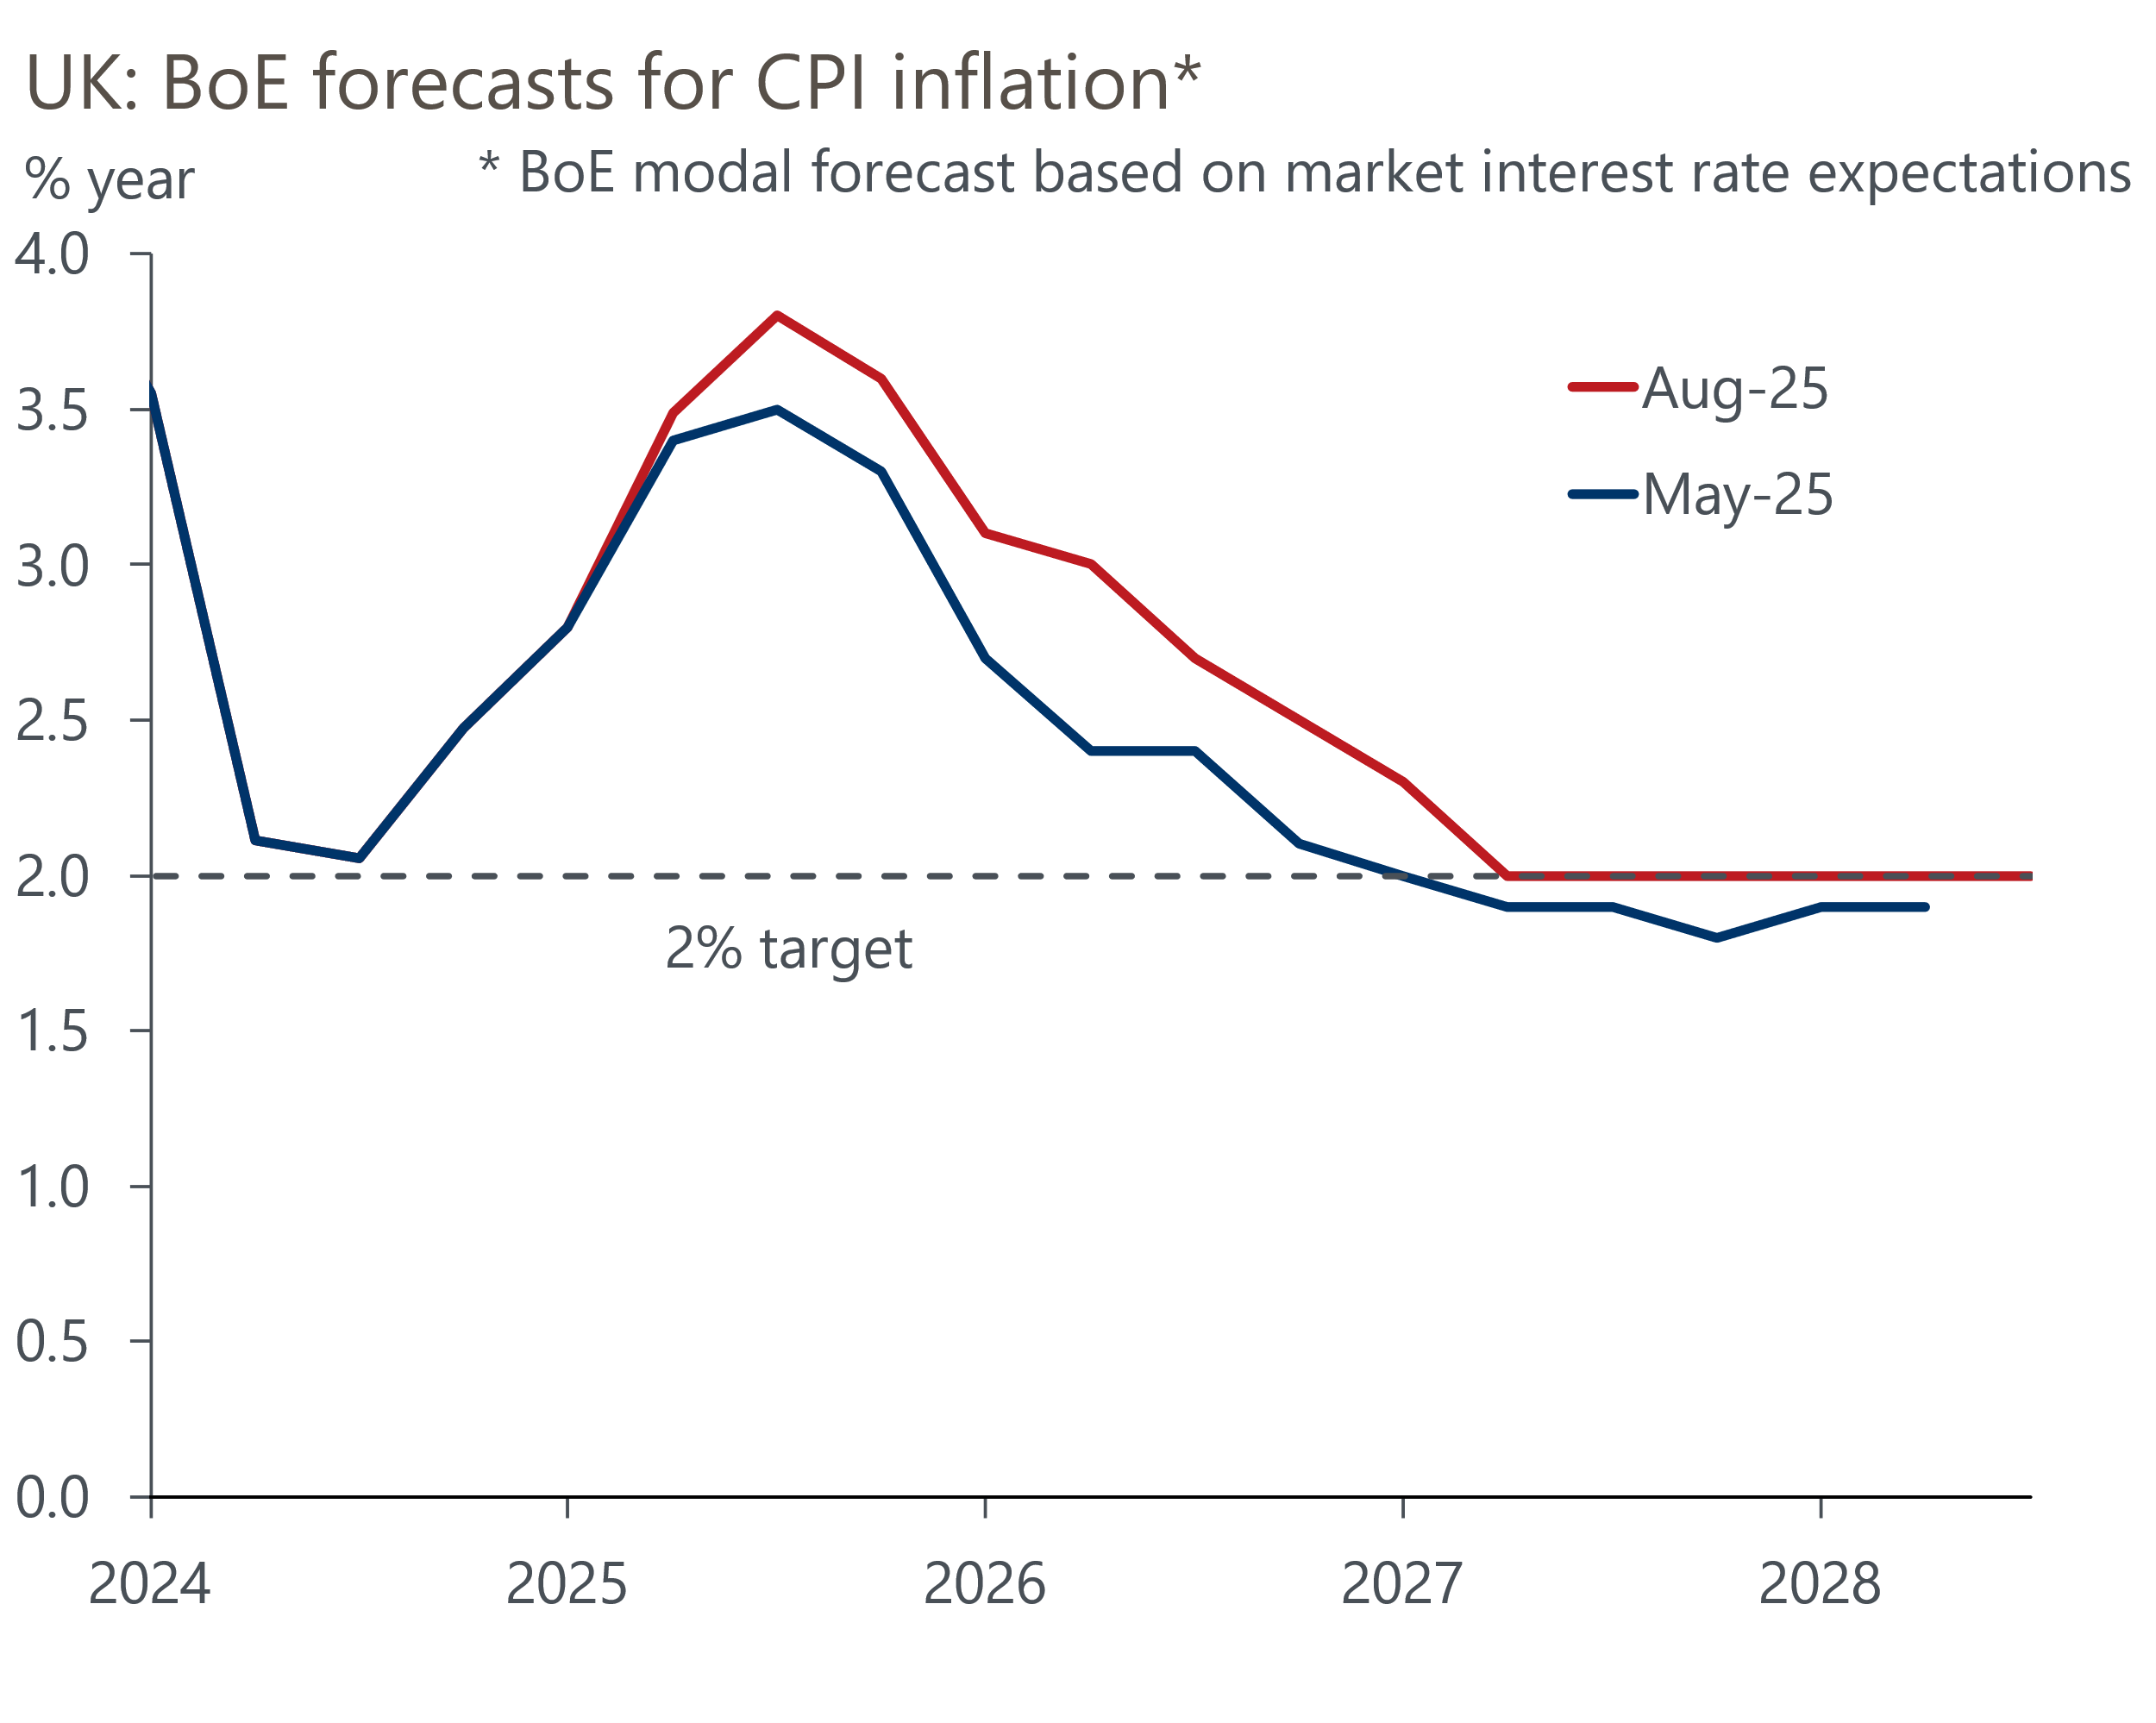 UK: BoE forecasts for CPI inflation*
% year
* BoE modal forecast based on market interest rate expectations
4.0
3.5
3.0
2.5
2.0
1.5
1.0
0.5
0.0
Aug-25
May-25
2% target
2024
2025
2026
2027
2028